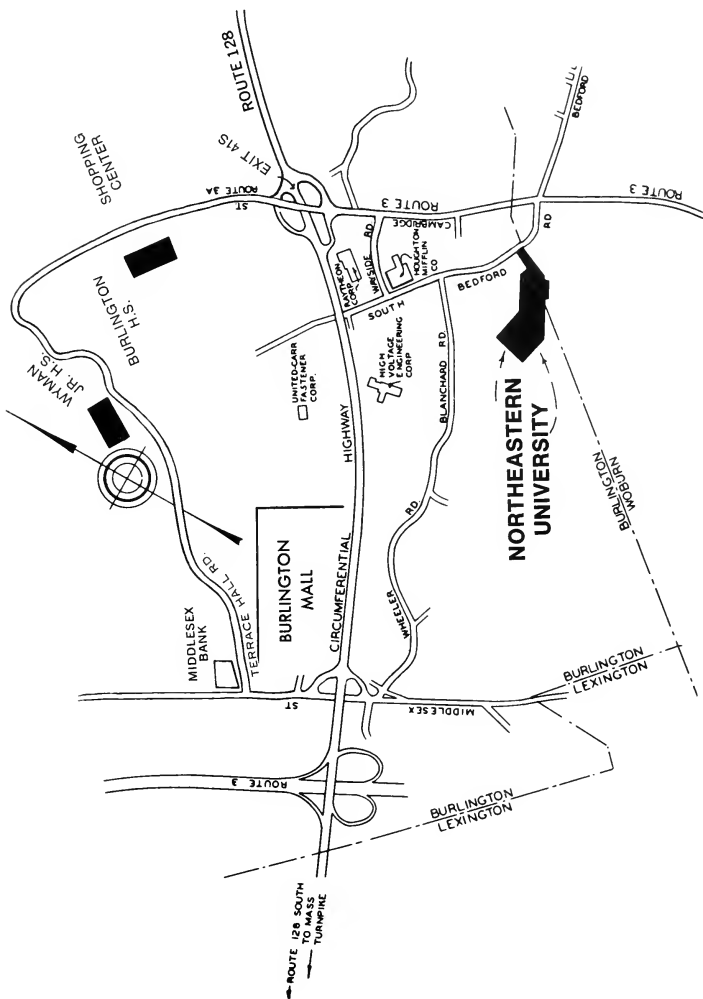 ROUTE 128
EXIT 41S
SHOPPING
CENTER
ROUTE 3A
ST
BURLINGTON
H.S.
WYMAN
JR. H.S.
RAYTHEON
CORP.
WAYSIDE RD
ROUTE 3
CAMBRIDGE
HOUGHTON
MIFFLIN
CO
BEDFORD
ROUTE 3
SOUTH
BEDFORD
RD
UNITED-CARR
FASTENER
CORP.
HIGH
VOLTAGE
ENGINEERING
CORP
BLANCHARD RD.
HIGHWAY
NORTHEASTERN
UNIVERSITY
BURLINGTON
WOBURN
TERRACE HALL RD.
BURLINGTON
MALL
CIRCUMFERENTIAL
WHEELER
RD
MIDDLESEX
BANK
ST
MIDDLESEX
BURLINGTON
LEXINGTON
ROUTE 3
BURLINGTON
LEXINGTON
ROUTE 128 SOUTH
TO MASS
TURNPIKE